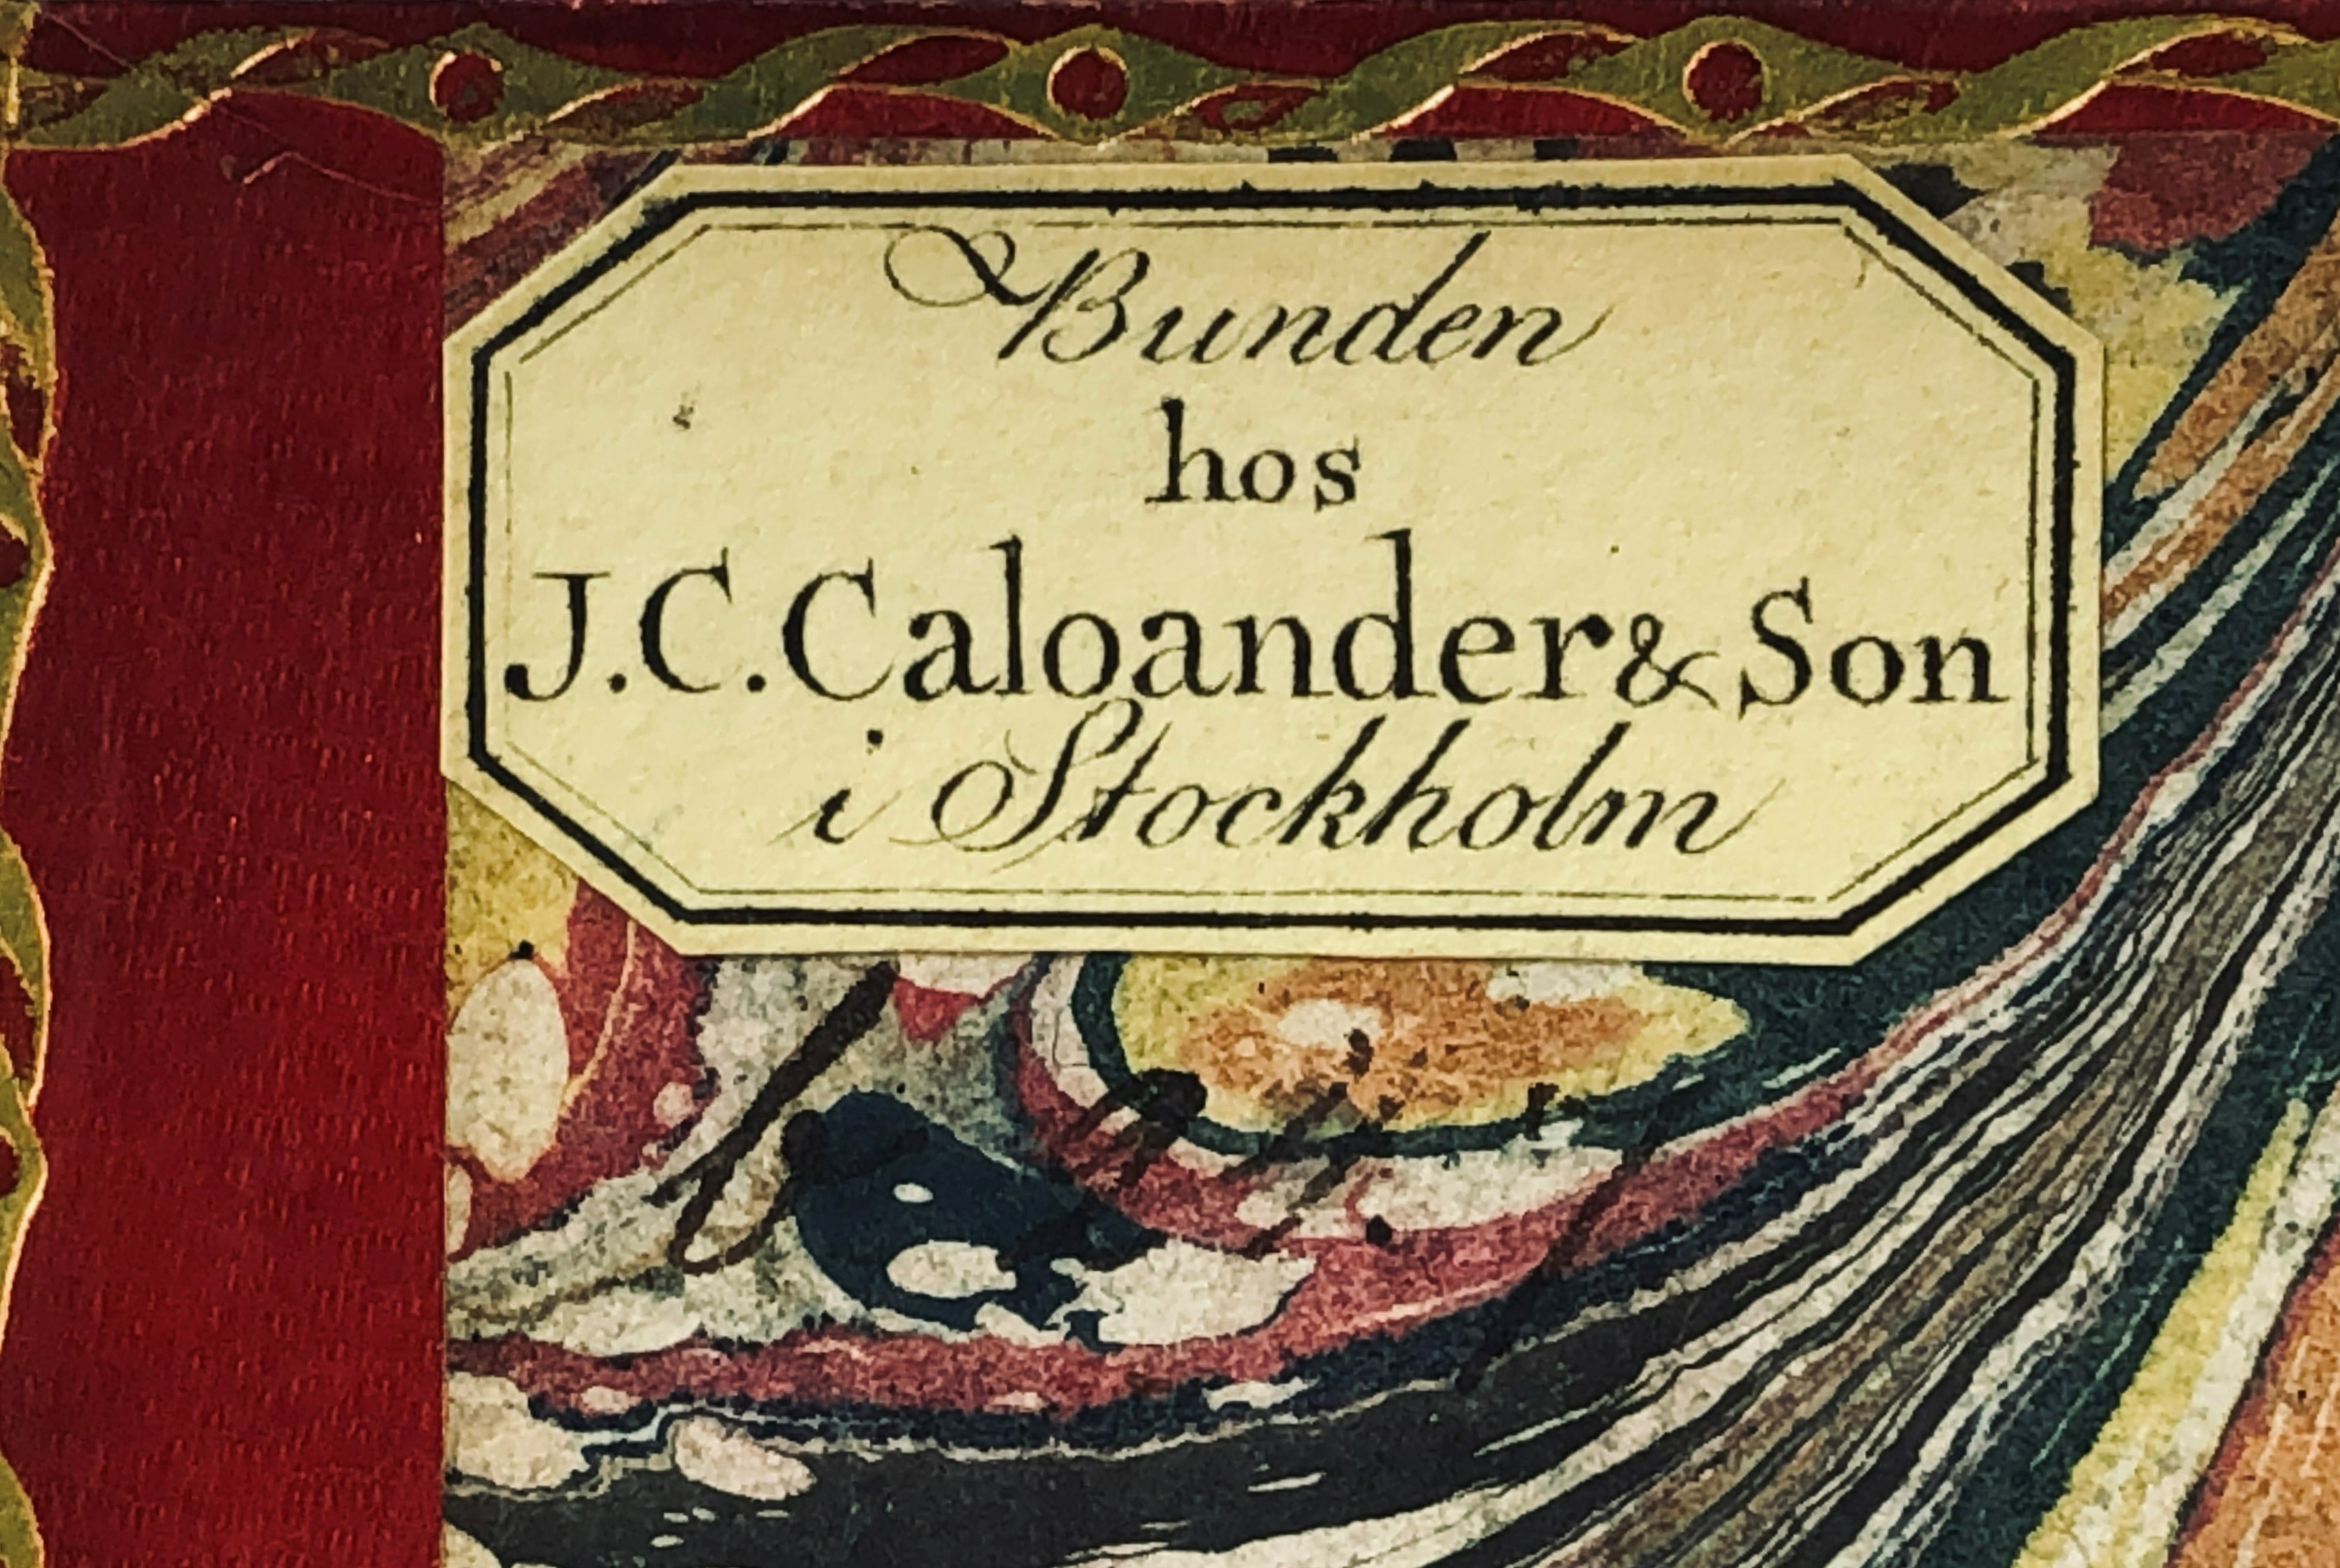 Bunden
hos
J.C.Caloander & Son
i Stockholm